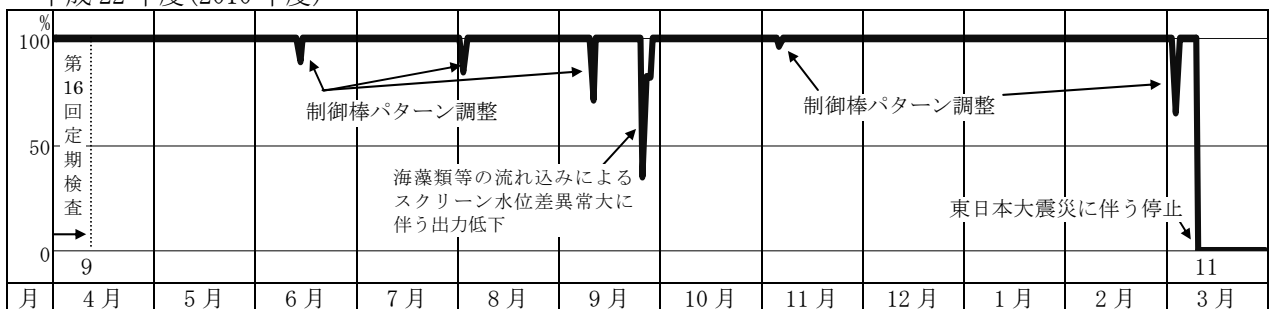 平成 22 年度(2010 年度)
%
100
第
16
回
定
期
検
査
制御棒パターン調整
制御棒パターン調整
50
海藻類等の流れ込みによる
スクリーン水位差異常大に
伴う出力低下
東日本大震災に伴う停止
0
9
11
月 4 月 5 月 6 月 7 月 8 月 9 月 10 月 11 月 12 月 1 月 2 月 3 月